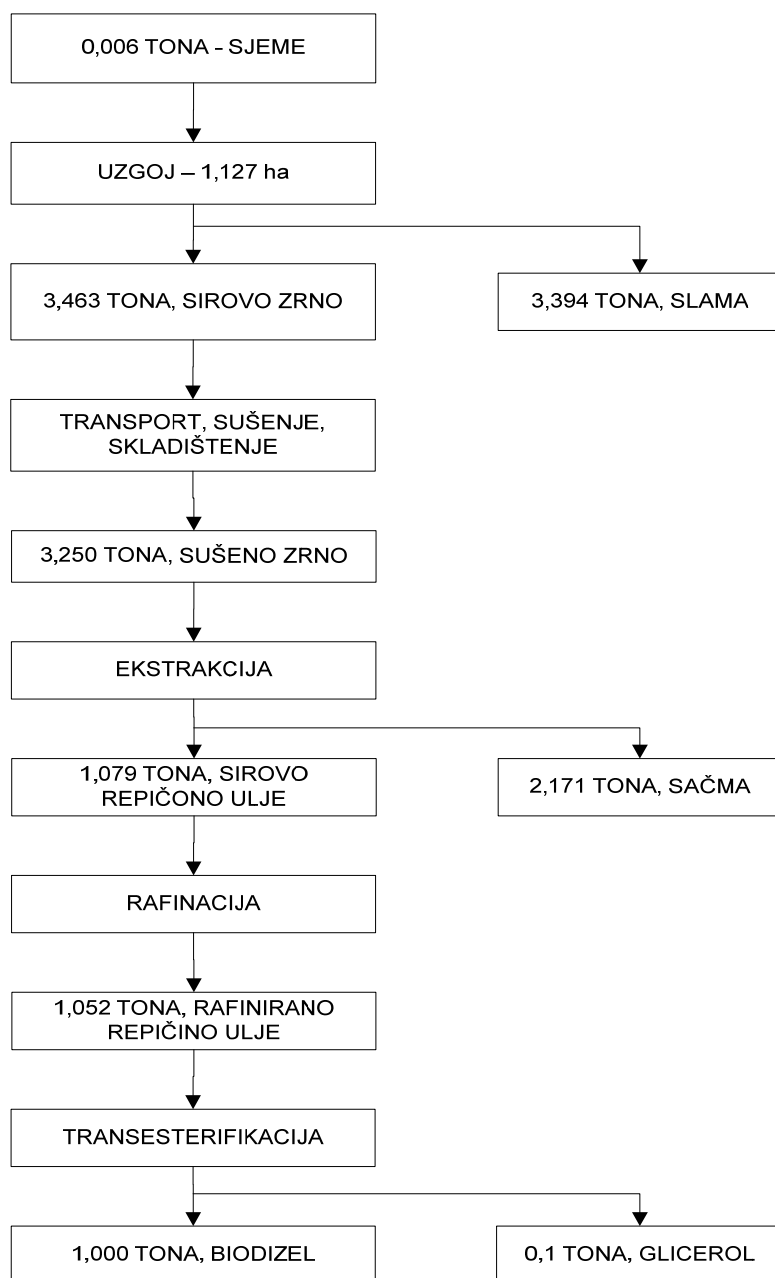 0,006 TONA - SJEME
UZGOJ – 1,127 ha
3,463 TONA, SIROVO ZRNO
3,394 TONA, SLAMA
TRANSPORT, SUŠENJE,
SKLADIŠTENJE
3,250 TONA, SUŠENO ZRNO
EKSTRAKCIJA
1,079 TONA, SIROVO
REPIČONO ULJE
2,171 TONA, SAČMA
RAFINACIJA
1,052 TONA, RAFINIRANO
REPIČINO ULJE
TRANSESTERIFIKACIJA
1,000 TONA, BIODIZEL
0,1 TONA, GLICEROL